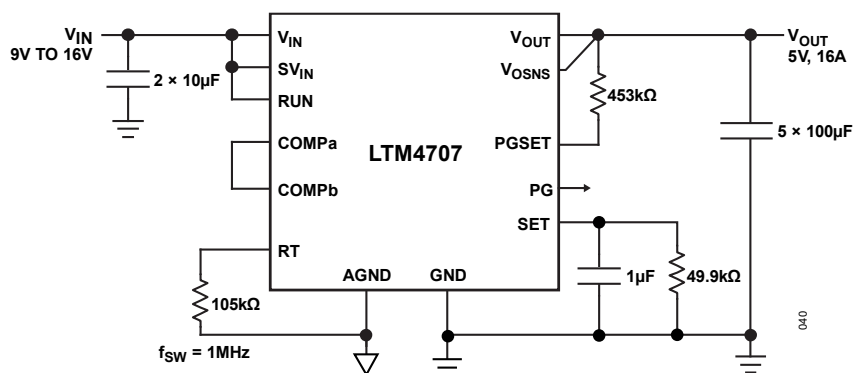 VIN
9V TO 16V
2 × 10µF
VIN
SVIN
RUN
COMPa
COMPb
RT
105kΩ
fSW = 1MHz
LTM4707
AGND
GND
VOUT
VOSNS
PGSET
PG
SET
453kΩ
1µF
49.9kΩ
VOUT
5V, 16A
5 × 100µF
040